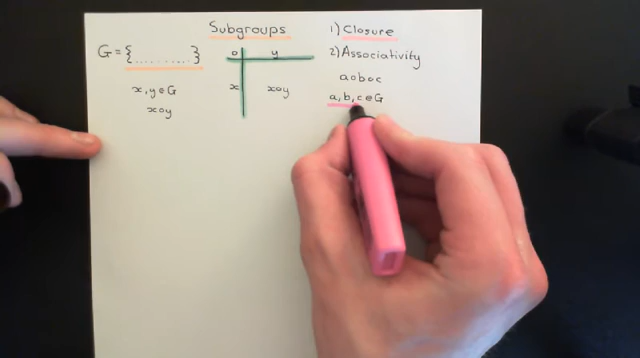 Subgroups
G = {..........}
x, y ∈ G
x∘y
∘ y
x x∘y
1) Closure
2) Associativity
a∘b∘c
a, b, c ∈ G